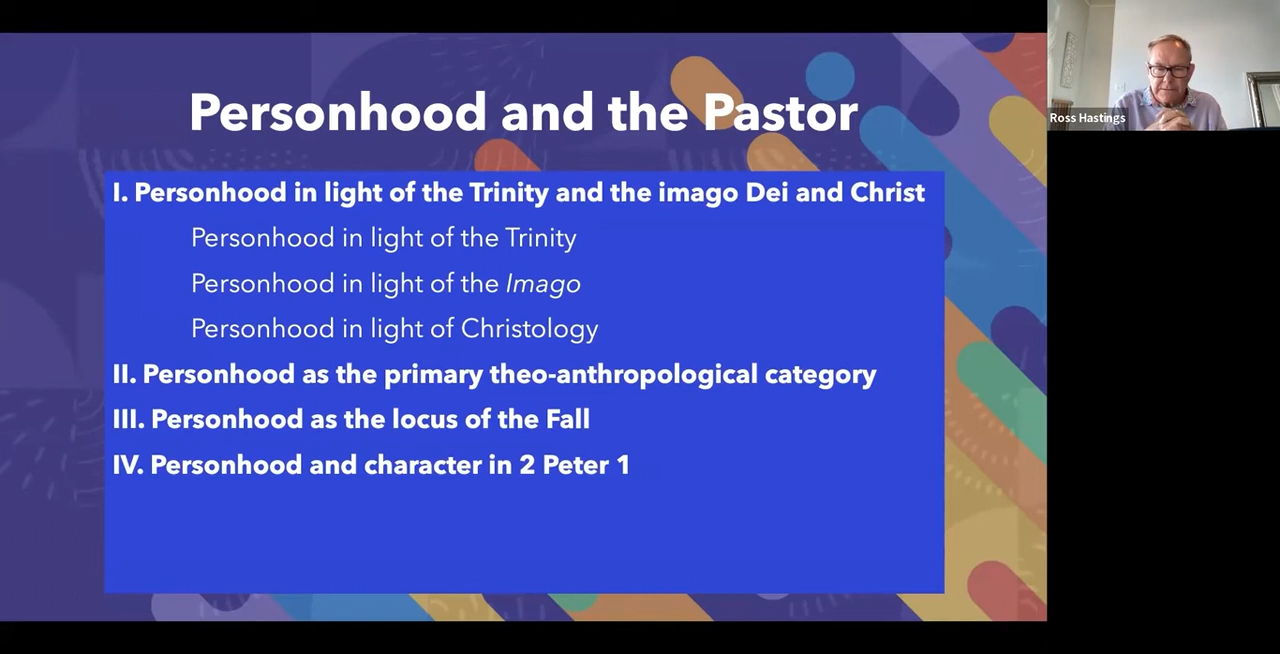 Personhood and the Pastor
I. Personhood in light of the Trinity and the imago Dei and Christ
Personhood in light of the Trinity
Personhood in light of the Imago
Personhood in light of Christology
II. Personhood as the primary theo-anthropological category
III. Personhood as the locus of the Fall
IV. Personhood and character in 2 Peter 1
Ross Hastings